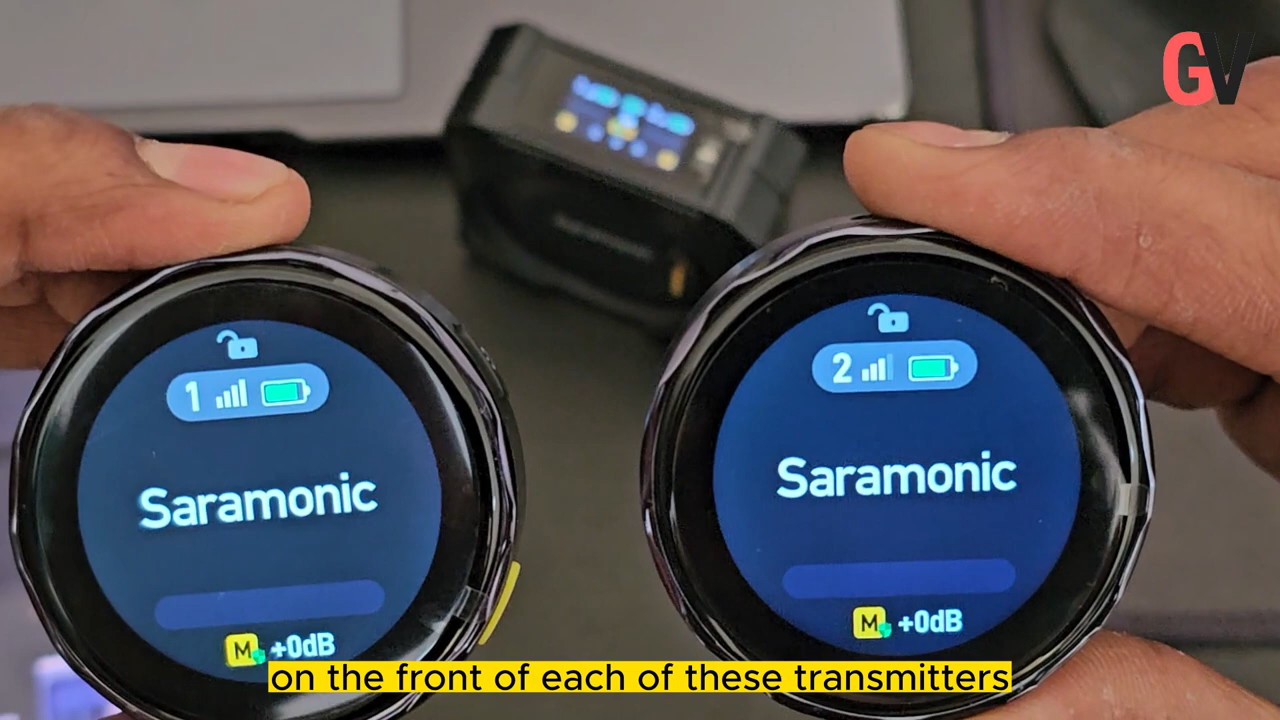 GV
1
2
Saramonic
Saramonic
M +0dB
M +0dB
on the front of each of these transmitters